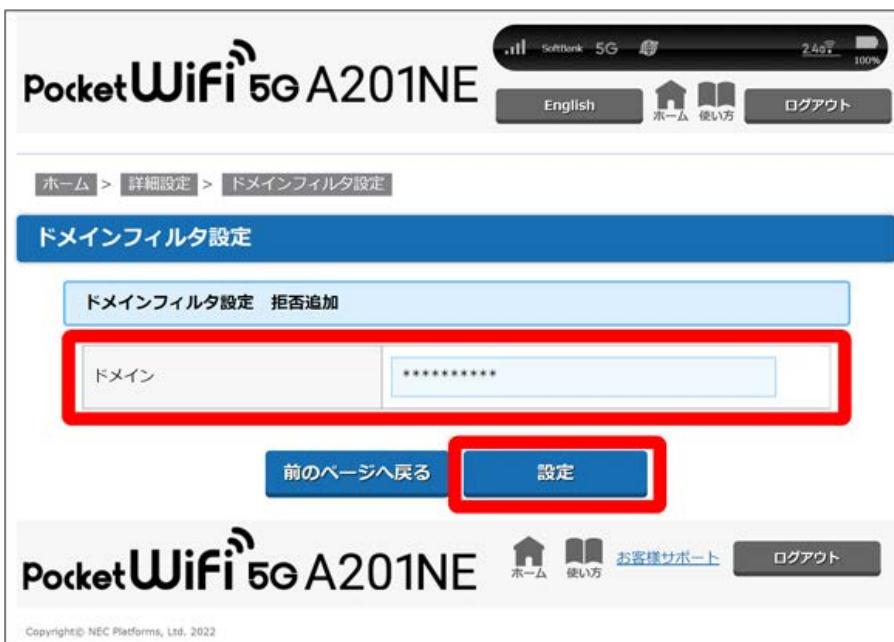 SoftBank 5G 2.4G
100%
Pocket WiFi 5G A201NE
English ホーム 使い方 ログアウト
ホーム > 詳細設定 > ドメインフィルタ設定
ドメインフィルタ設定
ドメインフィルタ設定 拒否追加
ドメイン **********
前のページへ戻る 設定
Pocket WiFi 5G A201NE ホーム 使い方 お客様サポート ログアウト
Copyright© NEC Platforms, Ltd. 2022